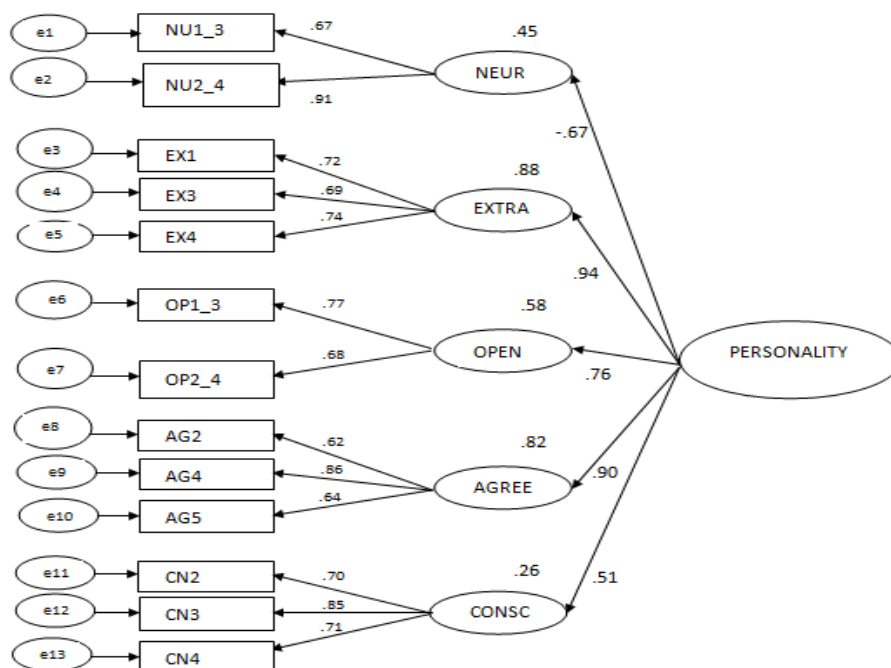 e1
NU1_3
.67
.45
e2
NU2_4
.91
NEUR
-.67
e3
EX1
.72
.88
e4
EX3
.69
EXTRA
e5
EX4
.74
.94
e6
OP1_3
.77
.58
OPEN
PERSONALITY
e7
OP2_4
.68
.76
e8
AG2
.62
.82
e9
AG4
.86
AGREE
.90
e10
AG5
.64
e11
CN2
.70
.26
.51
e12
CN3
.85
CONSC
e13
CN4
.71